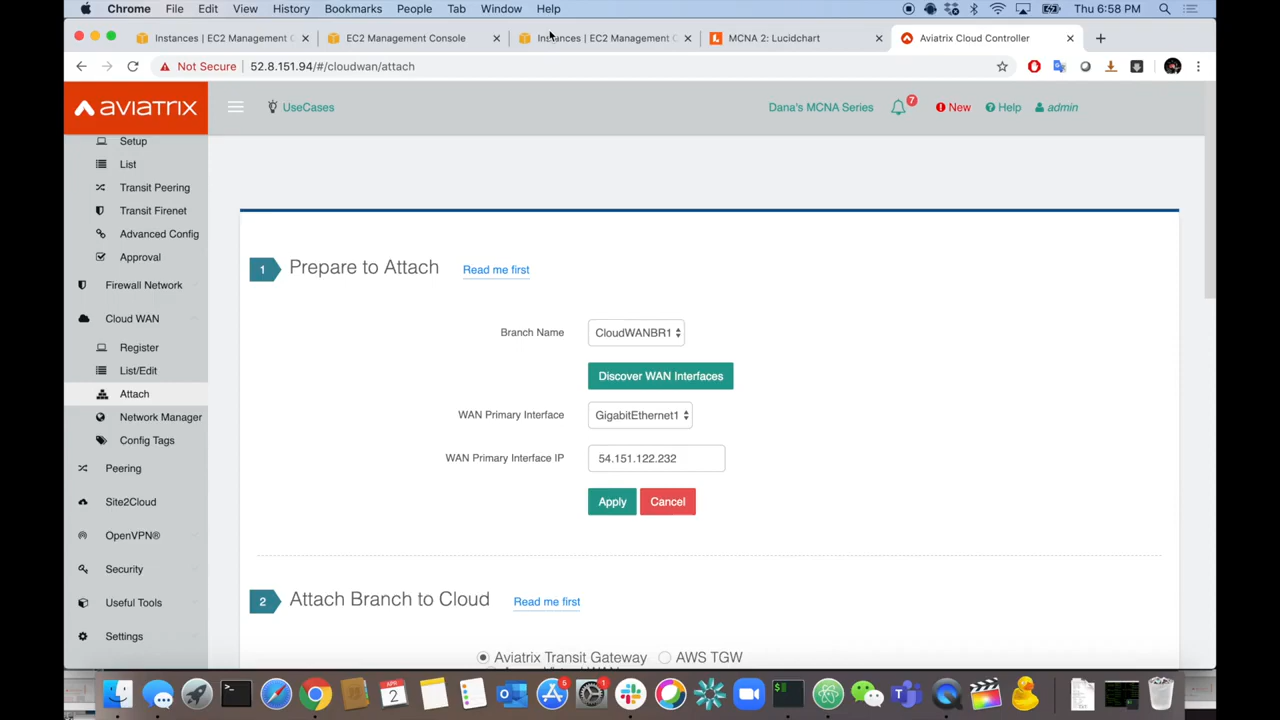 Chrome File Edit View History Bookmarks People Tab Window Help Thu 6:58 PM
Instances | EC2 Management C EC2 Management Console Instances | EC2 Management C MCNA 2: Lucidchart Aviatrix Cloud Controller
Not Secure 52.8.151.94/#/cloudwan/attach
AVIATRIX UseCases Dana's MCNA Series 7 New Help admin
Setup
List
Transit Peering
Transit Firenet
Advanced Config
Approval
Firewall Network
Cloud WAN
Register
List/Edit
Attach
Network Manager
Config Tags
Peering
Site2Cloud
OpenVPN®
Security
Useful Tools
Settings
1 Prepare to Attach Read me first
Branch Name CloudWANBR1
Discover WAN Interfaces
WAN Primary Interface GigabitEthernet1
WAN Primary Interface IP 54.151.122.232
Apply Cancel
2 Attach Branch to Cloud Read me first
Aviatrix Transit Gateway AWS TGW
APR 2 5 1